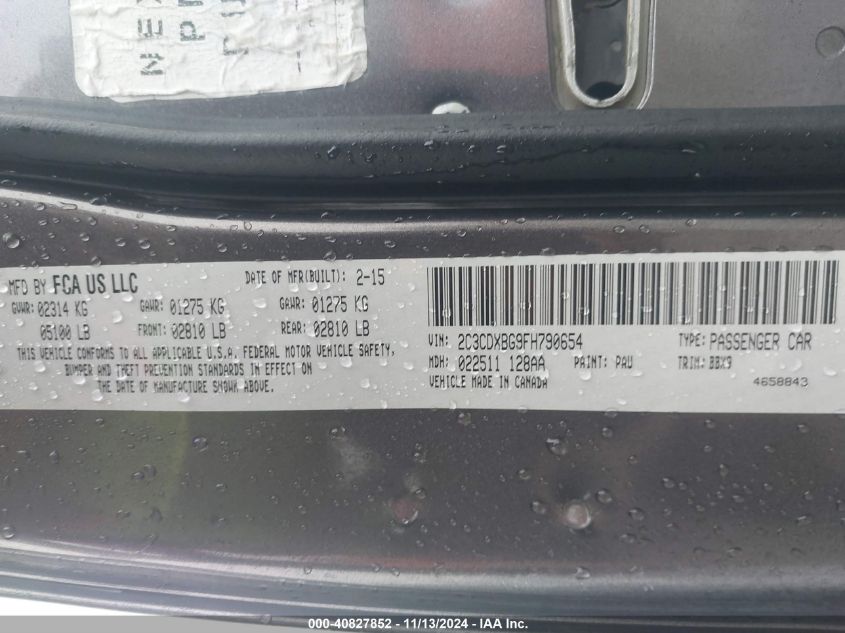 NEX
MFD BY FCA US LLC
DATE OF MFR(BUILT): 2-15
GVWR: 02314 KG GAWR: 01275 KG GAWR: 01275 KG
05100 LB FRONT: 02810 LB REAR: 02810 LB
THIS VEHICLE CONFORMS TO ALL APPLICABLE U.S.A. FEDERAL MOTOR VEHICLE SAFETY,
BUMPER AND THEFT PREVENTION STANDARDS IN EFFECT ON
THE DATE OF MANUFACTURE SHOWN ABOVE.
VIN: 2C3CDXBG9FH790654 TYPE: PASSENGER CAR
MDH: 022511 128AA PAINT: PAU TRIM: BBX9
VEHICLE MADE IN CANADA
4658843
000-40827852 - 11/13/2024 - IAA Inc.